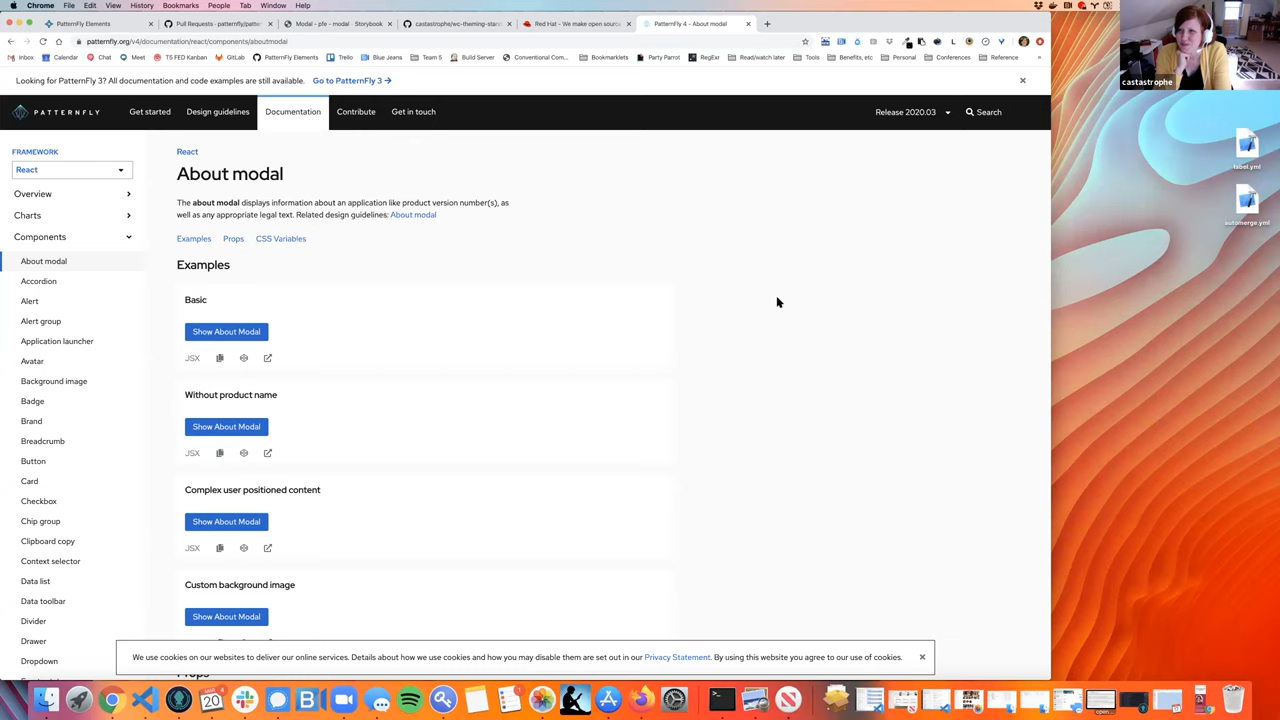 Chrome File Edit View History Bookmarks People Tab Window Help
PatternFly Elements
Pull Requests · patternfly/patter
Modal - pfe - modal · Storybook
castastrophe/wc-theming-stan
Red Hat - We make open sourc
PatternFly 4 - About modal
patternfly.org/v4/documentation/react/components/aboutmodal
Inbox Calendar Chat Meet TS FED Kanban GitLab PatternFly Elements Trello Blue Jeans Team S Build Server Conventional Com... Bookmarklets Party Parrot RegExr Read/watch later Benefits, etc Tools Personal Conferences Reference
castastrophe
Looking for PatternFly 3? All documentation and code examples are still available. Go to PatternFly 3 →
PATTERNFLY Get started Design guidelines Documentation Contribute Get in touch Release 2020.03 Search
FRAMEWORK
React
Overview
Charts
Components
About modal
Accordion
Alert
Alert group
Application launcher
Avatar
Background image
Badge
Brand
Breadcrumb
Button
Card
Checkbox
Chip group
Clipboard copy
Context selector
Data list
Data toolbar
Divider
Drawer
Dropdown
React
About modal
The about modal displays information about an application like product version number(s), as
well as any appropriate legal text. Related design guidelines: About modal
Examples Props CSS Variables
Examples
Basic
Show About Modal
JSX
Without product name
Show About Modal
JSX
Complex user positioned content
Show About Modal
JSX
Custom background image
Show About Modal
We use cookies on our websites to deliver our online services. Details about how we use cookies and how you may disable them are set out in our Privacy Statement. By using this website you agree to our use of cookies.
Props
label.yml
automerge.yml
20